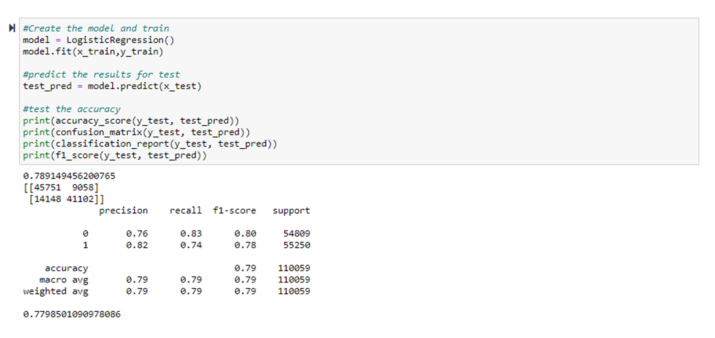 #Create the model and train
model = LogisticRegression()
model.fit(x_train,y_train)
#predict the results for test
test_pred = model.predict(x_test)
#test the accuracy
print(accuracy_score(y_test, test_pred))
print(confusion_matrix(y_test, test_pred))
print(classification_report(y_test, test_pred))
print(f1_score(y_test, test_pred))
0.789149456200765
[[45751 9058]
[14148 41102]]
precision recall f1-score support
0 0.76 0.83 0.80 54809
1 0.82 0.74 0.78 55250
accuracy 0.79 110059
macro avg 0.79 0.79 0.79 110059
weighted avg 0.79 0.79 0.79 110059
0.7798501090978086